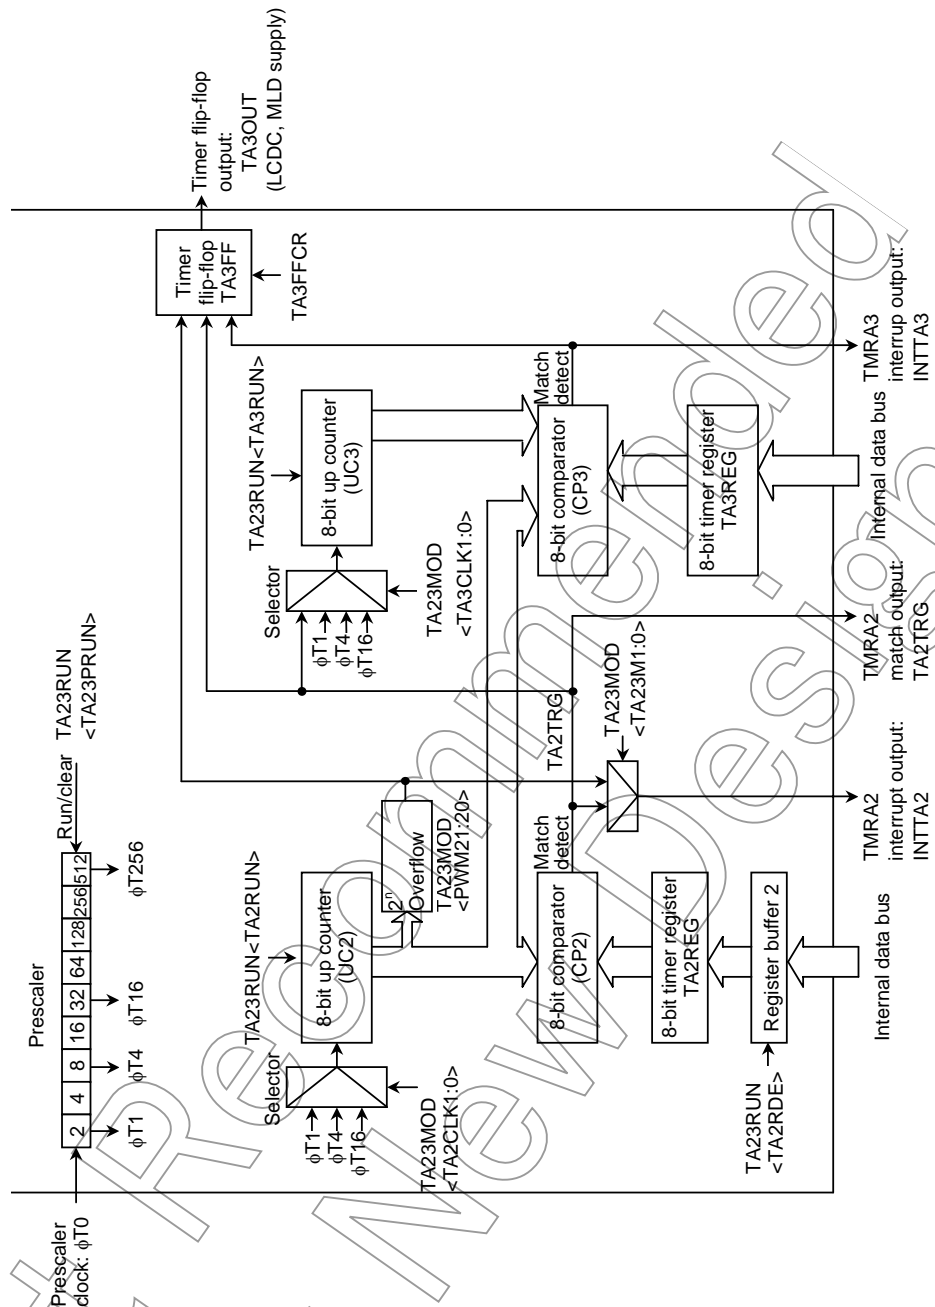 Prescaler
Prescaler
clock: ϕT0
2 4 8 16 32 64 128 256 512
Run/clear
TA23RUN
<TA23PRUN>
ϕT1
ϕT4
ϕT16
ϕT256
Selector
ϕT1
ϕT4
ϕT16
TA23MOD
<TA2CLK1:0>
TA23RUN<TA2RUN>
8-bit up counter
(UC2)
2n
Overflow
TA23MOD
<PWM21:20>
Selector
ϕT1
ϕT4
ϕT16
TA23MOD
<TA3CLK1:0>
TA23RUN<TA3RUN>
8-bit up counter
(UC3)
Timer
flip-flop
TA3FF
TA3FFCR
Timer flip-flop
output:
TA3OUT
(LCDC, MLD supply)
8-bit comparator
(CP2)
Match
detect
TA2TRG
8-bit comparator
(CP3)
Match
detect
8-bit timer register
TA2REG
TA23MOD
<TA23M1:0>
8-bit timer register
TA3REG
TA23RUN
<TA2RDE>
Register buffer 2
Internal data bus
TMRA2
interrupt output:
INTTA2
TMRA2
match output:
TA2TRG
Internal data bus
TMRA3
interrup output:
INTTA3
Recommended
New Design